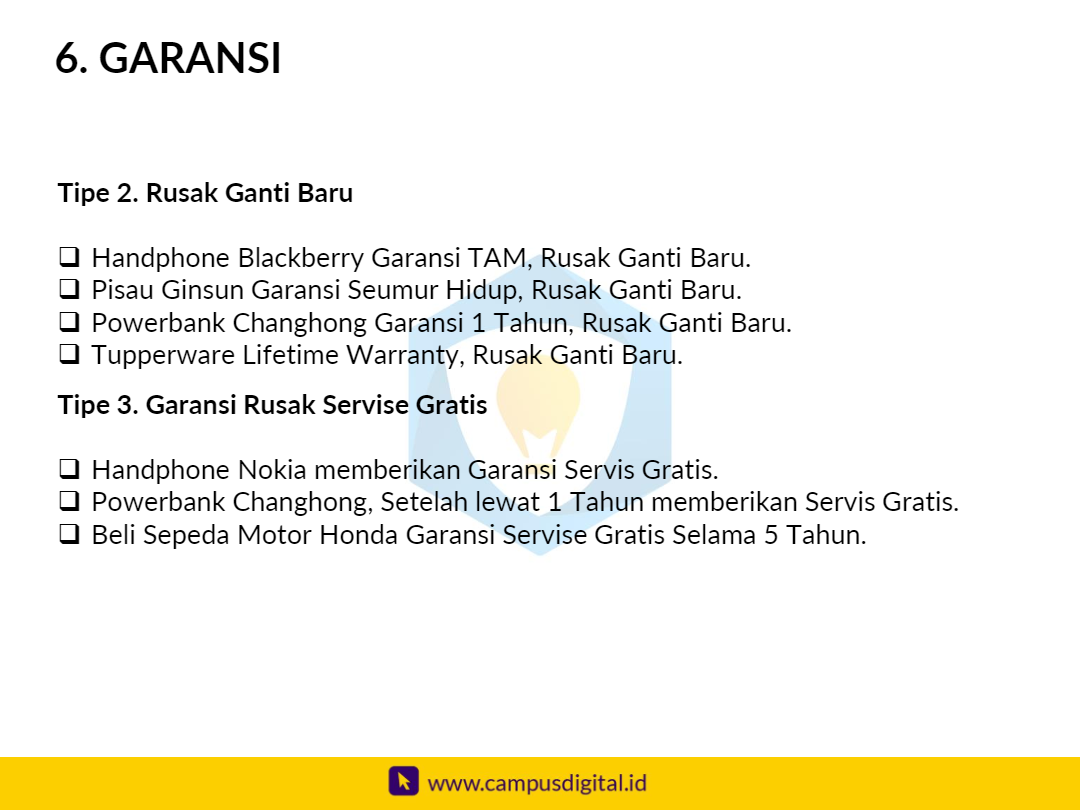 6. GARANSI
Tipe 2. Rusak Ganti Baru
❑ Handphone Blackberry Garansi TAM, Rusak Ganti Baru.
❑ Pisau Ginsun Garansi Seumur Hidup, Rusak Ganti Baru.
❑ Powerbank Changhong Garansi 1 Tahun, Rusak Ganti Baru.
❑ Tupperware Lifetime Warranty, Rusak Ganti Baru.
Tipe 3. Garansi Rusak Servise Gratis
❑ Handphone Nokia memberikan Garansi Servis Gratis.
❑ Powerbank Changhong, Setelah lewat 1 Tahun memberikan Servis Gratis.
❑ Beli Sepeda Motor Honda Garansi Servise Gratis Selama 5 Tahun.
www.campusdigital.id